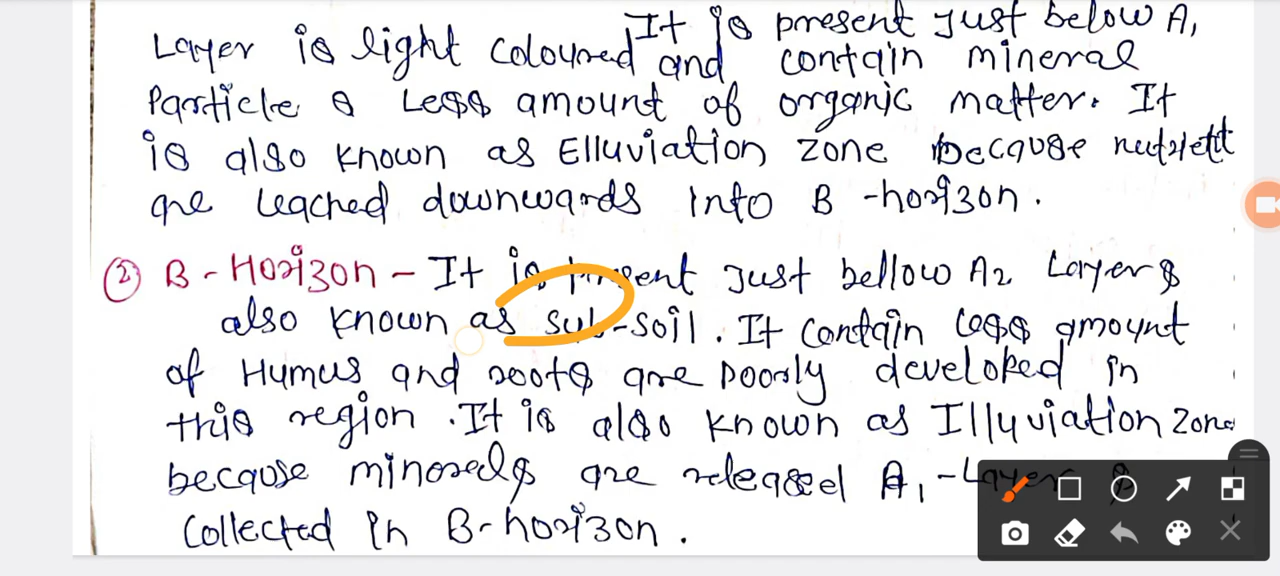 It is present Just below A1
Layer is light coloured and contain mineral
Particle & Less amount of organic matter. It
is also known as Elluviation zone because nutrient
are leached downwards into B-horizon.
② B-Horizon - It is present Just bellow A2 Layer &
also known as sub-soil. It contain less amount
of Humus and roots are poorly developed in
this region. It is also known as Illuviation zone
because minorals are released A1-Layer &
Collected in B-horizon.